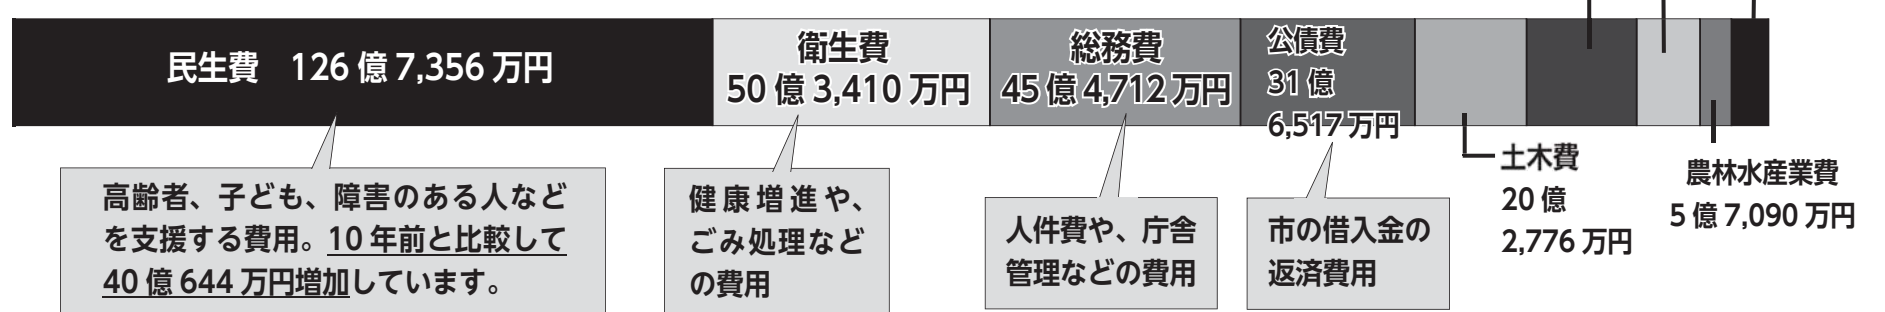 民生費　126 億 7,356 万円
衛生費
50 億 3,410 万円
総務費
45 億 4,712 万円
公債費
31 億
6,517 万円
土木費
20 億
2,776 万円
農林水産業費
5 億 7,090 万円
高齢者、子ども、障害のある人など
を支援する費用。10 年前と比較して
40 億 644 万円増加しています。
健康増進や、
ごみ処理など
の費用
人件費や、庁舎
管理などの費用
市の借入金の
返済費用